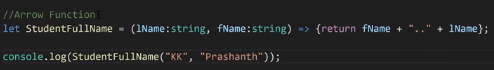 //Arrow Function
let StudentFullName = (lName:string, fName:string) => {return fName + ".." + lName};
console.log(StudentFullName("KK", "Prashanth"));